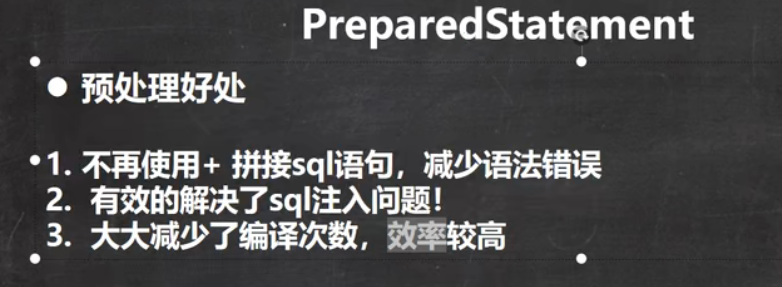 PreparedStatement
● 预处理好处
1. 不再使用+ 拼接sql语句，减少语法错误
2. 有效的解决了sql注入问题！
3. 大大减少了编译次数，效率较高